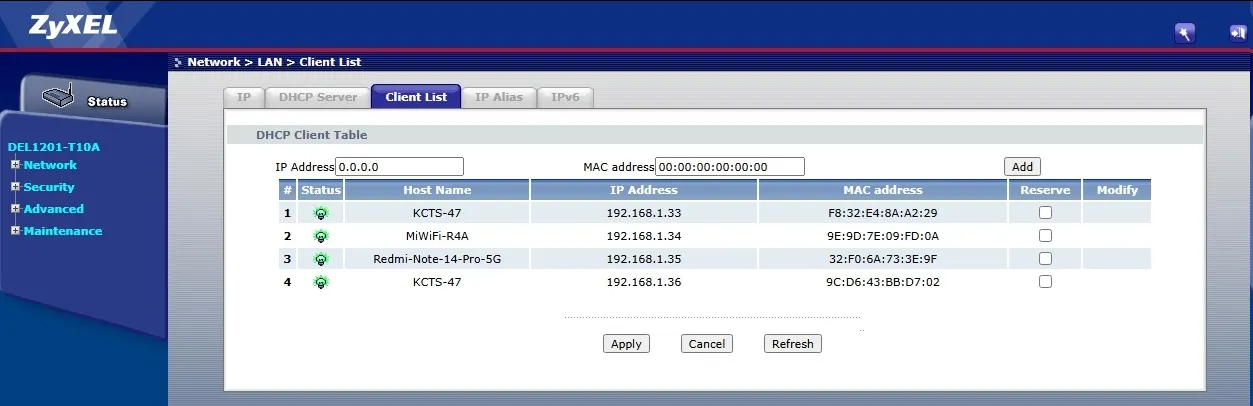 ZyXEL
Network > LAN > Client List
Status
IP DHCP Server Client List IP Alias IPv6
DHCP Client Table
DEL1201-T10A
Network
Security
Advanced
Maintenance
IP Address 0.0.0.0 MAC address 00:00:00:00:00:00 Add
# Status Host Name IP Address MAC address Reserve Modify
1 KCTS-47 192.168.1.33 F8:32:E4:8A:A2:29
2 MiWiFi-R4A 192.168.1.34 9E:9D:7E:09:FD:0A
3 Redmi-Note-14-Pro-5G 192.168.1.35 32:F0:6A:73:3E:9F
4 KCTS-47 192.168.1.36 9C:D6:43:BB:D7:02
Apply Cancel Refresh